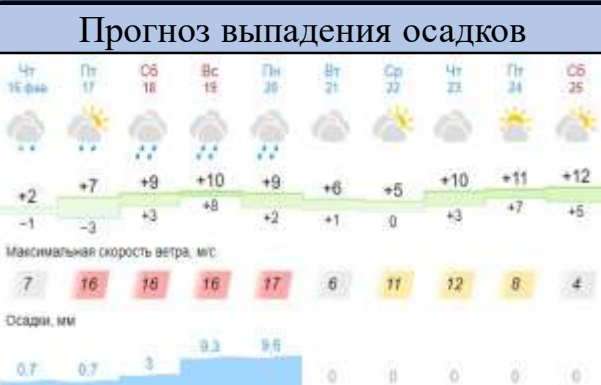 Прогноз выпадения осадков
Чт Пт Сб Вс Пн Вт Ср Чт Пт Сб
16 фев 17 18 19 20 21 22 23 24 25
+2 +7 +9 +10 +9 +6 +5 +10 +11 +12
−1 −3 +3 +8 +2 +1 0 +3 +7 +5
Максимальная скорость ветра, м/с
7 16 16 16 17 6 11 12 8 4
Осадки, мм
0,7 0,7 3 9,3 9,6 0 0 0 0 0